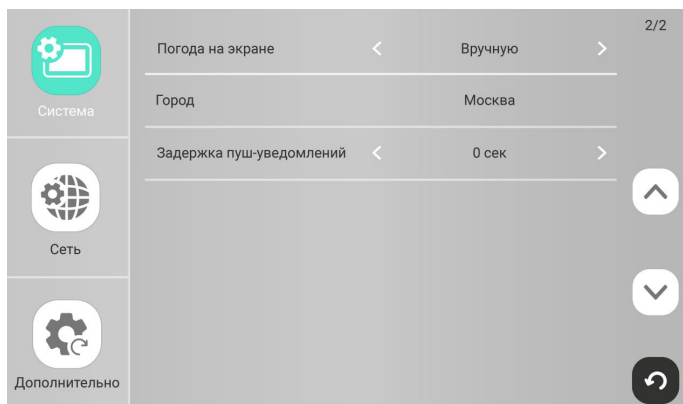 2/2
Погода на экране
Вручную
Система
Город
Москва
Задержка пуш-уведомлений
0 сек
Сеть
Дополнительно